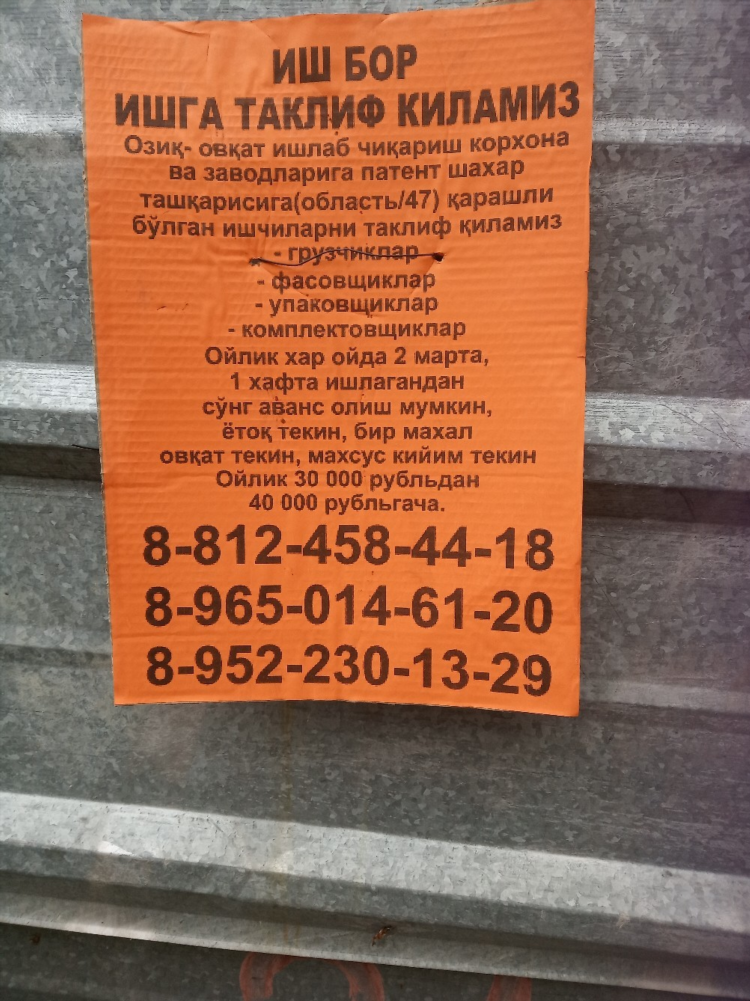 ИШ БОР
ИШГА ТАКЛИФ КИЛАМИЗ
Озиқ- овқат ишлаб чиқариш корхона
ва заводларига патент шахар
ташқарисига(область/47) қарашли
бўлган ишчиларни таклиф қиламиз
- грузчиклар
- фасовщиклар
- упаковщиклар
- комплектовщиклар
Ойлик хар ойда 2 марта,
1 хафта ишлагандан
сўнг аванс олиш мумкин,
ётоқ текин, бир махал
овқат текин, махсус кийим текин
Ойлик 30 000 рубльдан
40 000 рубльгача.
8-812-458-44-18
8-965-014-61-20
8-952-230-13-29